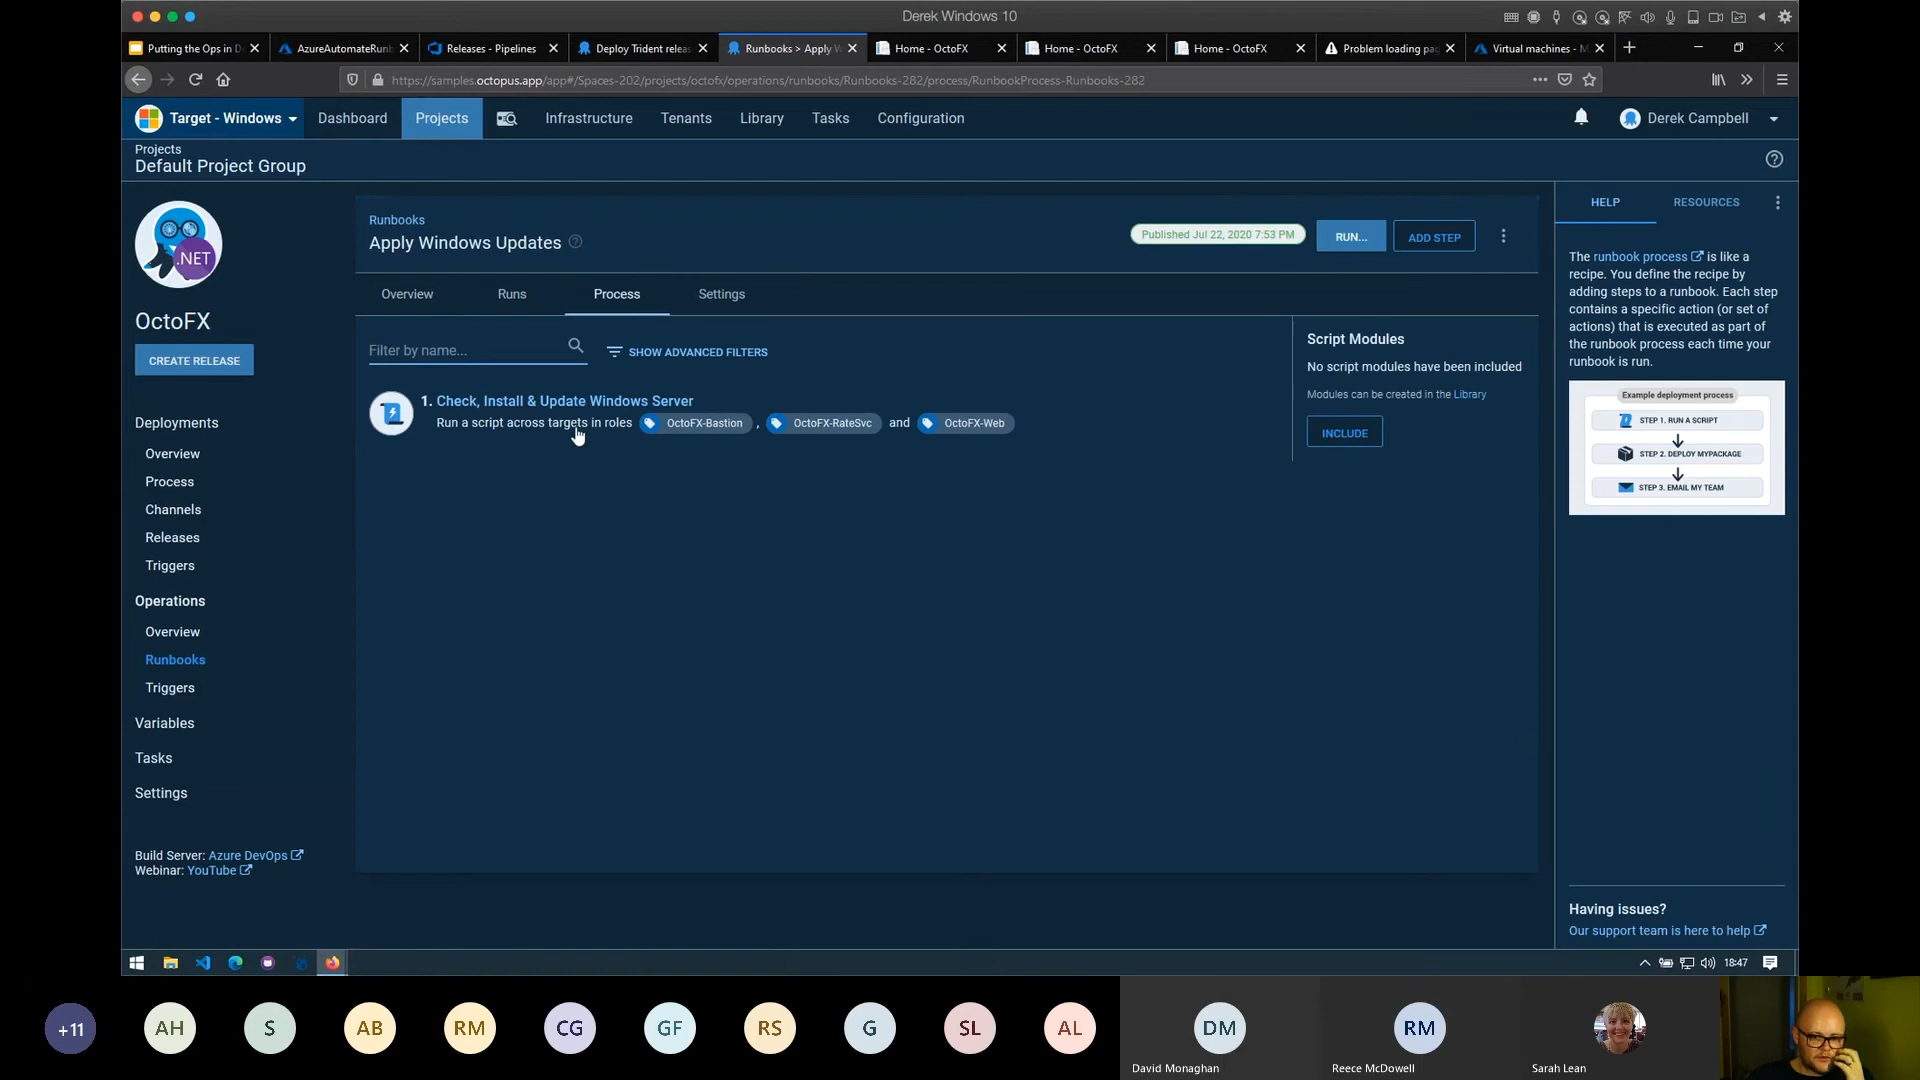 Derek Windows 10
Putting the Ops in D
AzureAutomateRunb
Releases - Pipelines
Deploy Trident releas
Runbooks > Apply W
Home - OctoFX
Home - OctoFX
Home - OctoFX
Problem loading pag
Virtual machines - M
https://samples.octopus.app/app#/Spaces-202/projects/octofx/operations/runbooks/Runbooks-282/process/RunbookProcess-Runbooks-282
Target - Windows
Dashboard
Projects
Infrastructure
Tenants
Library
Tasks
Configuration
Derek Campbell
Projects
Default Project Group
.NET
OctoFX
CREATE RELEASE
Deployments
Overview
Process
Channels
Releases
Triggers
Operations
Overview
Runbooks
Triggers
Variables
Tasks
Settings
Build Server: Azure DevOps
Webinar: YouTube
Runbooks
Apply Windows Updates
Published Jul 22, 2020 7:53 PM
RUN...
ADD STEP
Overview
Runs
Process
Settings
Filter by name...
SHOW ADVANCED FILTERS
1. Check, Install & Update Windows Server
Run a script across targets in roles OctoFX-Bastion , OctoFX-RateSvc and OctoFX-Web
Script Modules
No script modules have been included
Modules can be created in the Library
INCLUDE
HELP
RESOURCES
The runbook process is like a
recipe. You define the recipe by
adding steps to a runbook. Each step
contains a specific action (or set of
actions) that is executed as part of
the runbook process each time your
runbook is run.
Example deployment process
STEP 1. RUN A SCRIPT
STEP 2. DEPLOY MYPACKAGE
STEP 3. EMAIL MY TEAM
Having issues?
Our support team is here to help
18:47
+11
AH
S
AB
RM
CG
GF
RS
G
SL
AL
DM
David Monaghan
RM
Reece McDowell
Sarah Lean